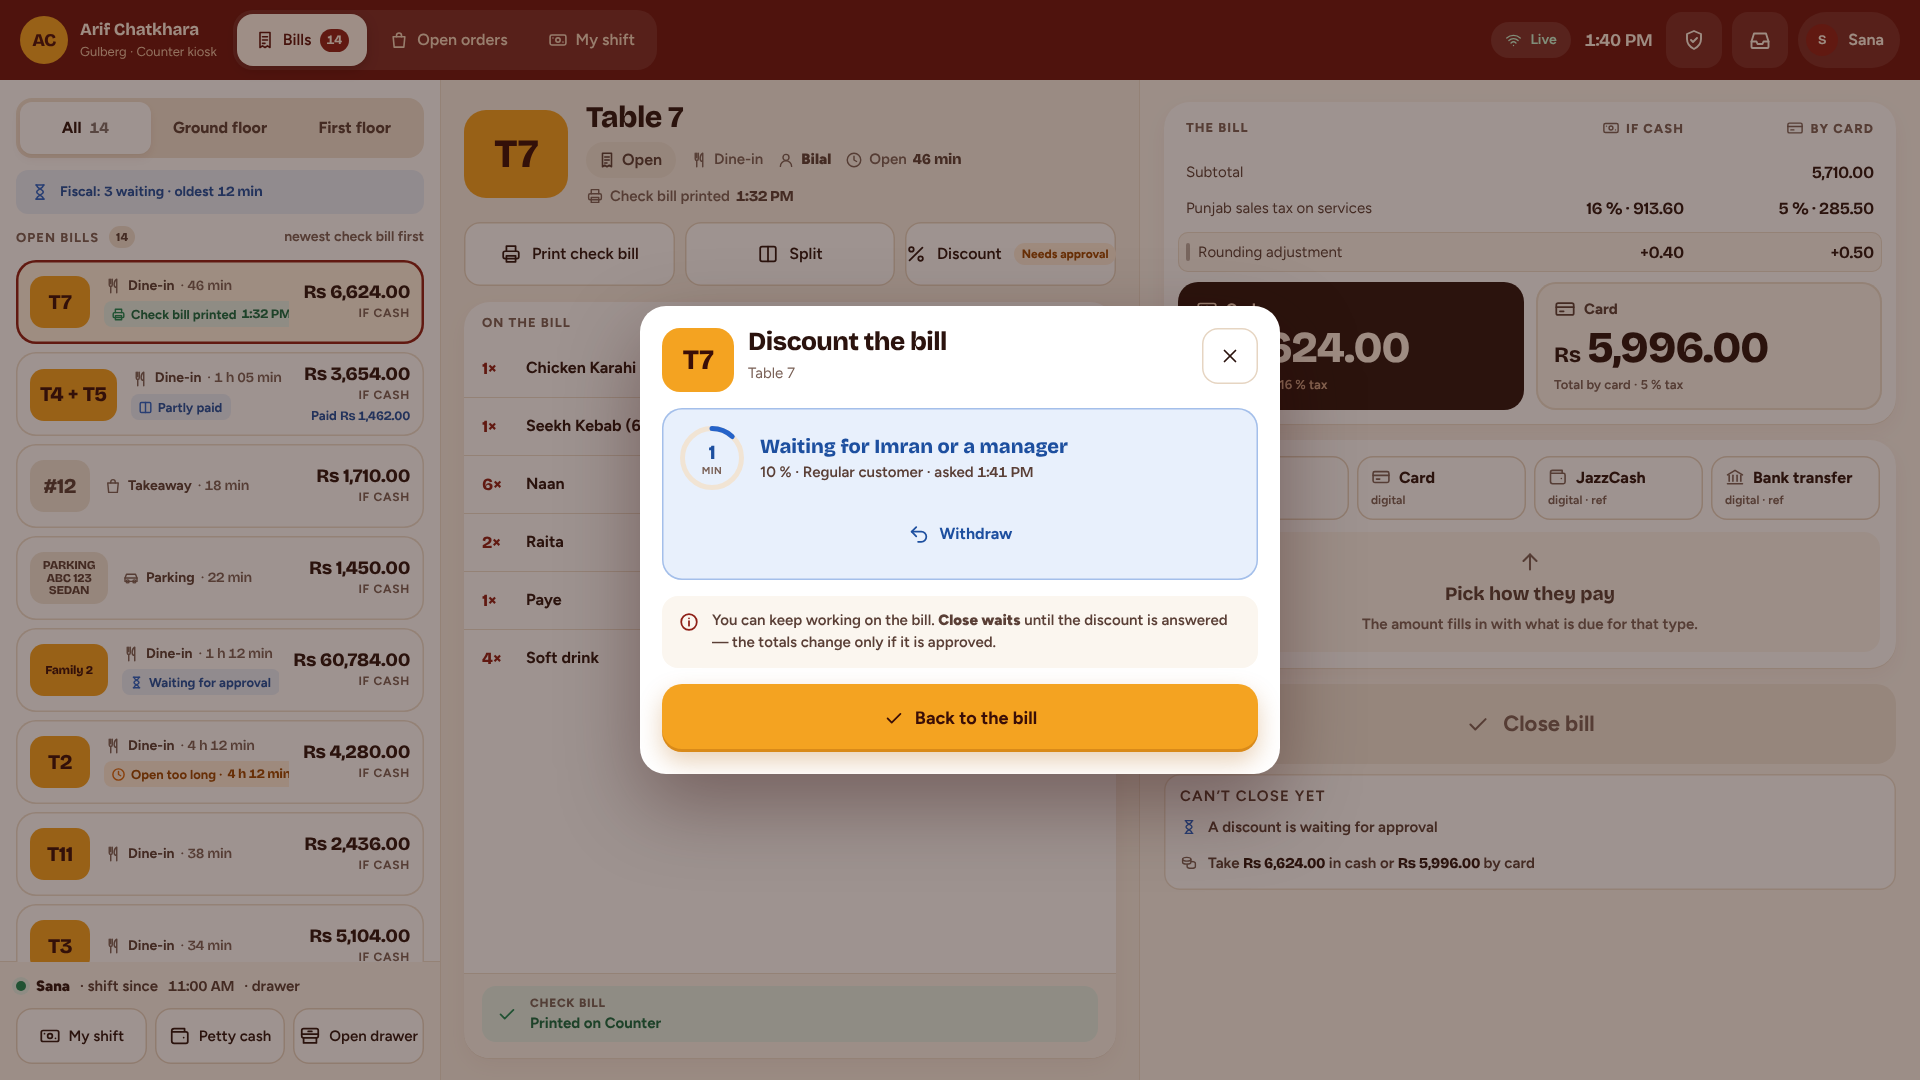 AC
Arif Chatkhara
Gulberg · Counter kiosk
Bills 14
Open orders
My shift
Live
1:40 PM
S
Sana
All 14
Ground floor
First floor
Fiscal: 3 waiting · oldest 12 min
OPEN BILLS 14
newest check bill first
T7
Dine-in · 46 min
Check bill printed 1:32 PM
Rs 6,624.00
IF CASH
T4 + T5
Dine-in · 1 h 05 min
Partly paid
Rs 3,654.00
IF CASH
Paid Rs 1,462.00
#12
Takeaway · 18 min
Rs 1,710.00
IF CASH
PARKING
ABC 123
SEDAN
Parking · 22 min
Rs 1,450.00
IF CASH
Family 2
Dine-in · 1 h 12 min
Waiting for approval
Rs 60,784.00
IF CASH
T2
Dine-in · 4 h 12 min
Open too long · 4 h 12 min
Rs 4,280.00
IF CASH
T11
Dine-in · 38 min
Rs 2,436.00
IF CASH
T3
Dine-in · 34 min
Rs 5,104.00
IF CASH
Sana · shift since 11:00 AM · drawer
My shift
Petty cash
Open drawer
T7
Table 7
Open
Dine-in
Bilal
Open 46 min
Check bill printed 1:32 PM
Print check bill
Split
Discount
Needs approval
ON THE BILL
1× Chicken Karahi
1× Seekh Kebab (6
6× Naan
2× Raita
1× Paye
4× Soft drink
CHECK BILL
Printed on Counter
T7
Discount the bill
Table 7
1
MIN
Waiting for Imran or a manager
10 % · Regular customer · asked 1:41 PM
Withdraw
You can keep working on the bill. Close waits until the discount is answered
— the totals change only if it is approved.
Back to the bill
THE BILL
IF CASH
BY CARD
Subtotal
5,710.00
Punjab sales tax on services
16 % · 913.60
5 % · 285.50
Rounding adjustment
+0.40
+0.50
624.00
16 % tax
Card
Rs 5,996.00
Total by card · 5 % tax
Card
digital
JazzCash
digital · ref
Bank transfer
digital · ref
Pick how they pay
The amount fills in with what is due for that type.
Close bill
CAN'T CLOSE YET
A discount is waiting for approval
Take Rs 6,624.00 in cash or Rs 5,996.00 by card